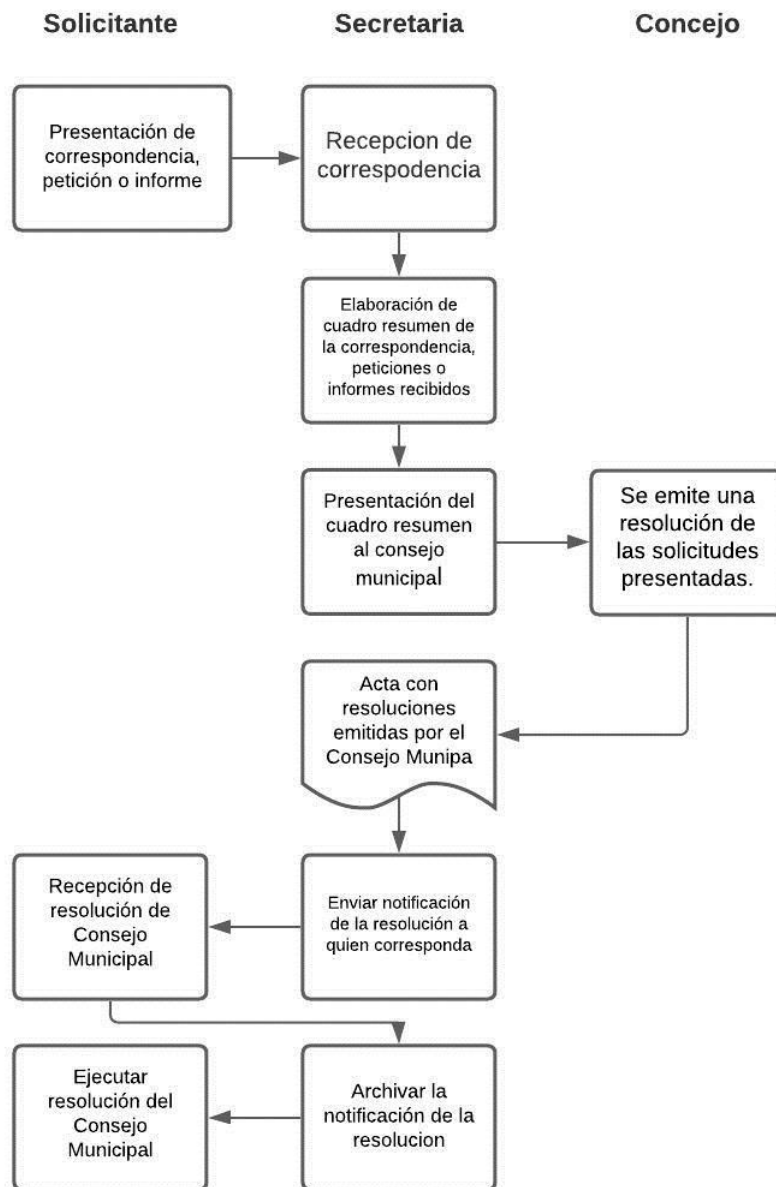 Solicitante
Secretaria
Concejo
Presentación de
correspondencia,
petición o informe
Recepcion de
correspodencia
Elaboración de
cuadro resumen de
la correspondencia,
peticiones o
informes recibidos
Presentación del
cuadro resumen
al consejo
municipal
Se emite una
resolución de
las solicitudes
presentadas.
Acta con
resoluciones
emitidas por el
Consejo Munipa
Enviar notificación
de la resolución a
quien corresponda
Recepción de
resolución de
Consejo
Municipal
Archivar la
notificación de la
resolucion
Ejecutar
resolución del
Consejo
Municipal